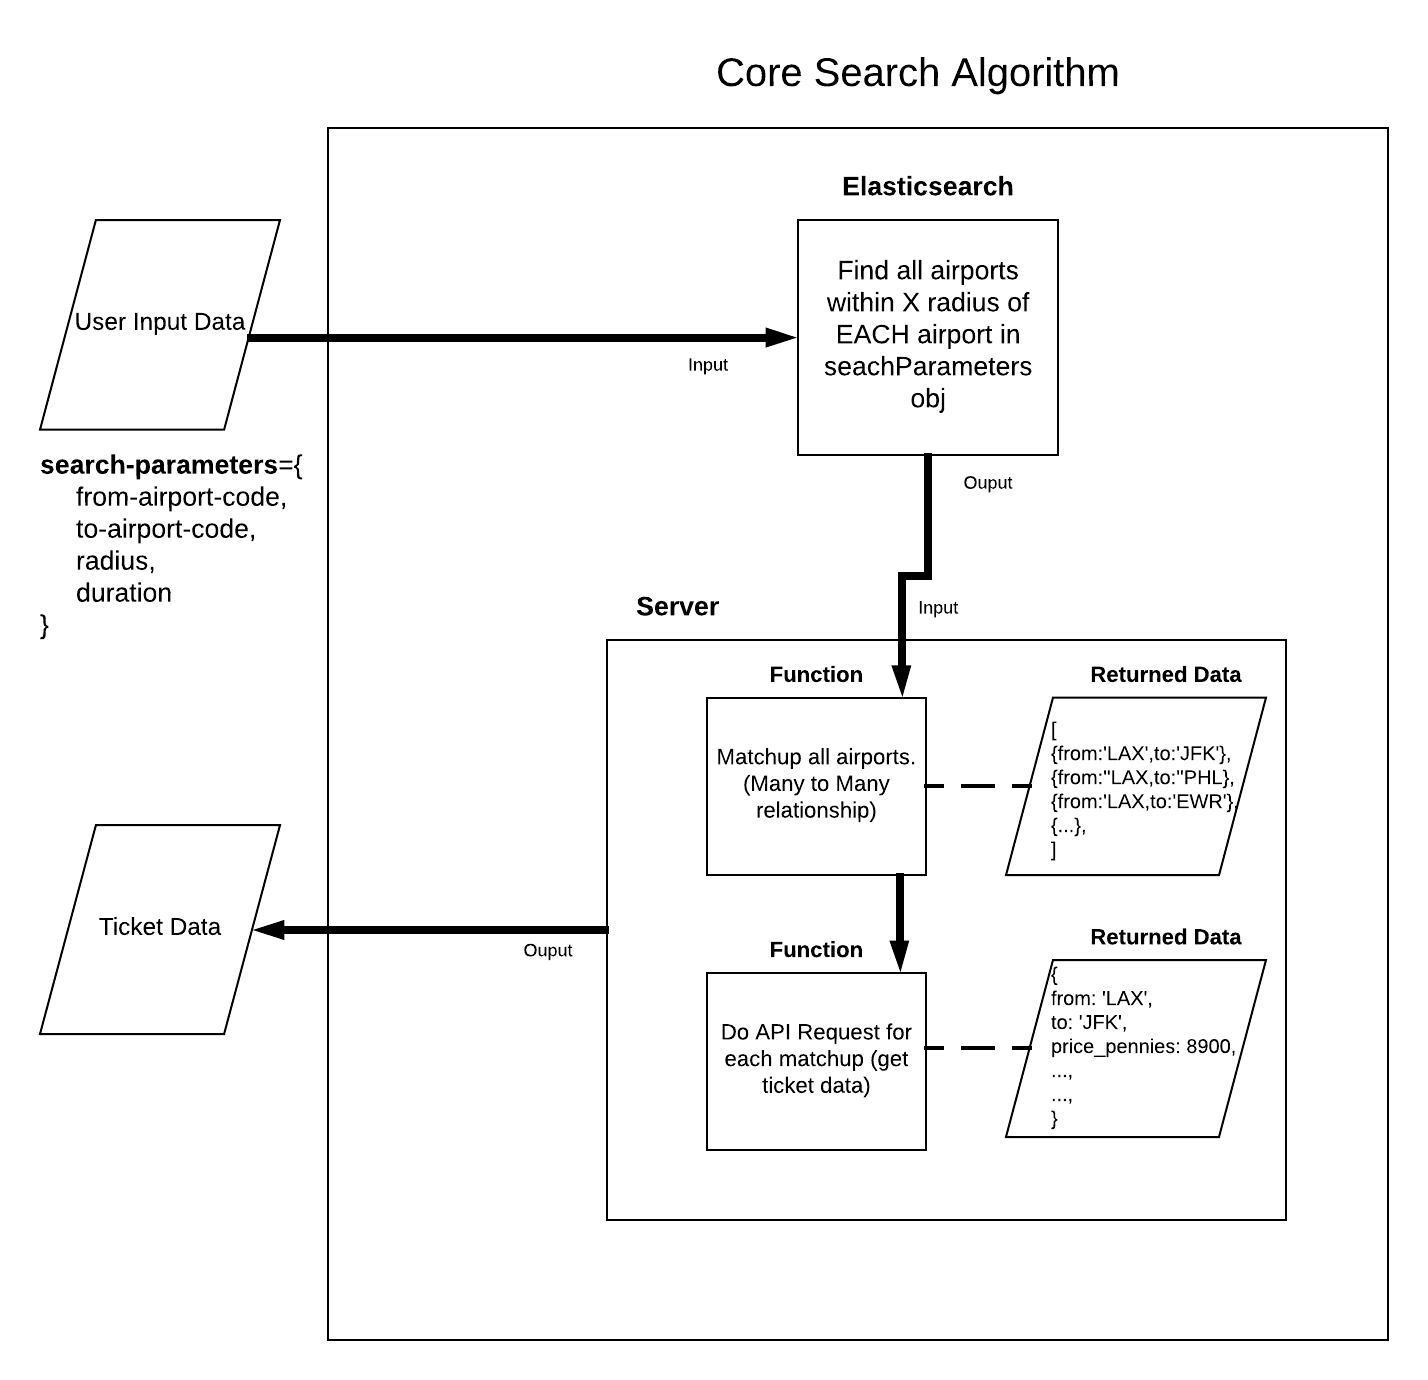 Core Search Algorithm
Elasticsearch
Find all airports
within X radius of
EACH airport in
seachParameters
obj
User Input Data
Input
search-parameters={
from-airport-code,
to-airport-code,
radius,
duration
}
Ouput
Input
Server
Function
Matchup all airports.
(Many to Many
relationship)
Returned Data
[
{from:'LAX',to:'JFK'},
{from:"LAX,to:"PHL},
{from:'LAX,to:'EWR'},
{...},
]
Ticket Data
Ouput
Function
Do API Request for
each matchup (get
ticket data)
Returned Data
{
from: 'LAX',
to: 'JFK',
price_pennies: 8900,
...,
...,
}